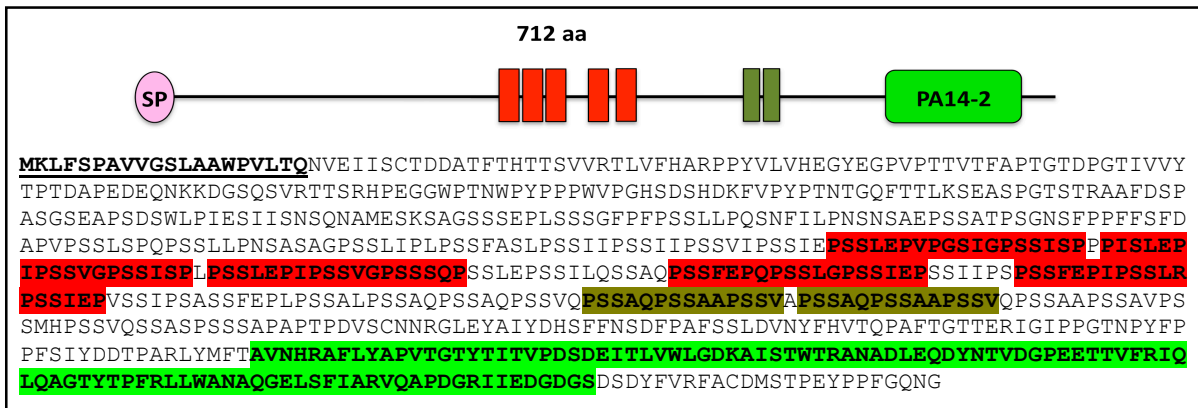 712 aa
SP PA14-2
MKLFSPAVVGSLAAWPVLTQNVEIISCTDDATFTHTTSVVRTLVFHARPPYVLVHEGYEGPVPTTVTFAPTGTDPGTIVVY
TPTDAPEDEQNKKDGSQSVRTTSRHPEGGWPTNWPYPPPWVPGHSDSHDKFVPYPTNTGQFTTLKSEASPGTSTRAAFDSP
ASGSEAPSDSWLPIESIISNSQNAMESKSAGSSSEPLSSSGFPFPSSLLPQSNFILPNSNSAEPSSATPSGNSFPPFFSFD
APVPSSLSPQPSSLLPNSASAGPSSLIPLPSSFASLPSSIIPSSIIPSSVIPSSIEPSSLEPVPGSIGPSSISPPPISLEP
IPSSVGPSSISPLPSSLEPIPSSVGPSSSQPSSLEPSSILQSSAQPSSFEPQPSSLGPSSIEPSSIIPSPSSFEPIPSSLR
PSSIEPVSSIPSASSFEPLPSSALPSSAQPSSAQPSSVQPSSAQPSSAAPSSVAPSSAQPSSAAPSSVQPSSAAPSSAVPS
SMHPSSVQSSASPSSSAPAPTPDVSCNNRGLEYAIYDHSFFNSDFPAFSSLDVNYFHVTQPAFTGTTERIGIPPGTNPYFP
PFSIYDDTPARLYMFTAVNHRAFLYAPVTGTYTITVPDSDEITLVWLGDKAISTWTRANADLEQDYNTVDGPEETTVFRIQ
LQAGTYTPFRLLWANAQGELSFIARVQAPDGRIIEDGDGSDSDYFVRFACDMSTPEYPPFGQNG